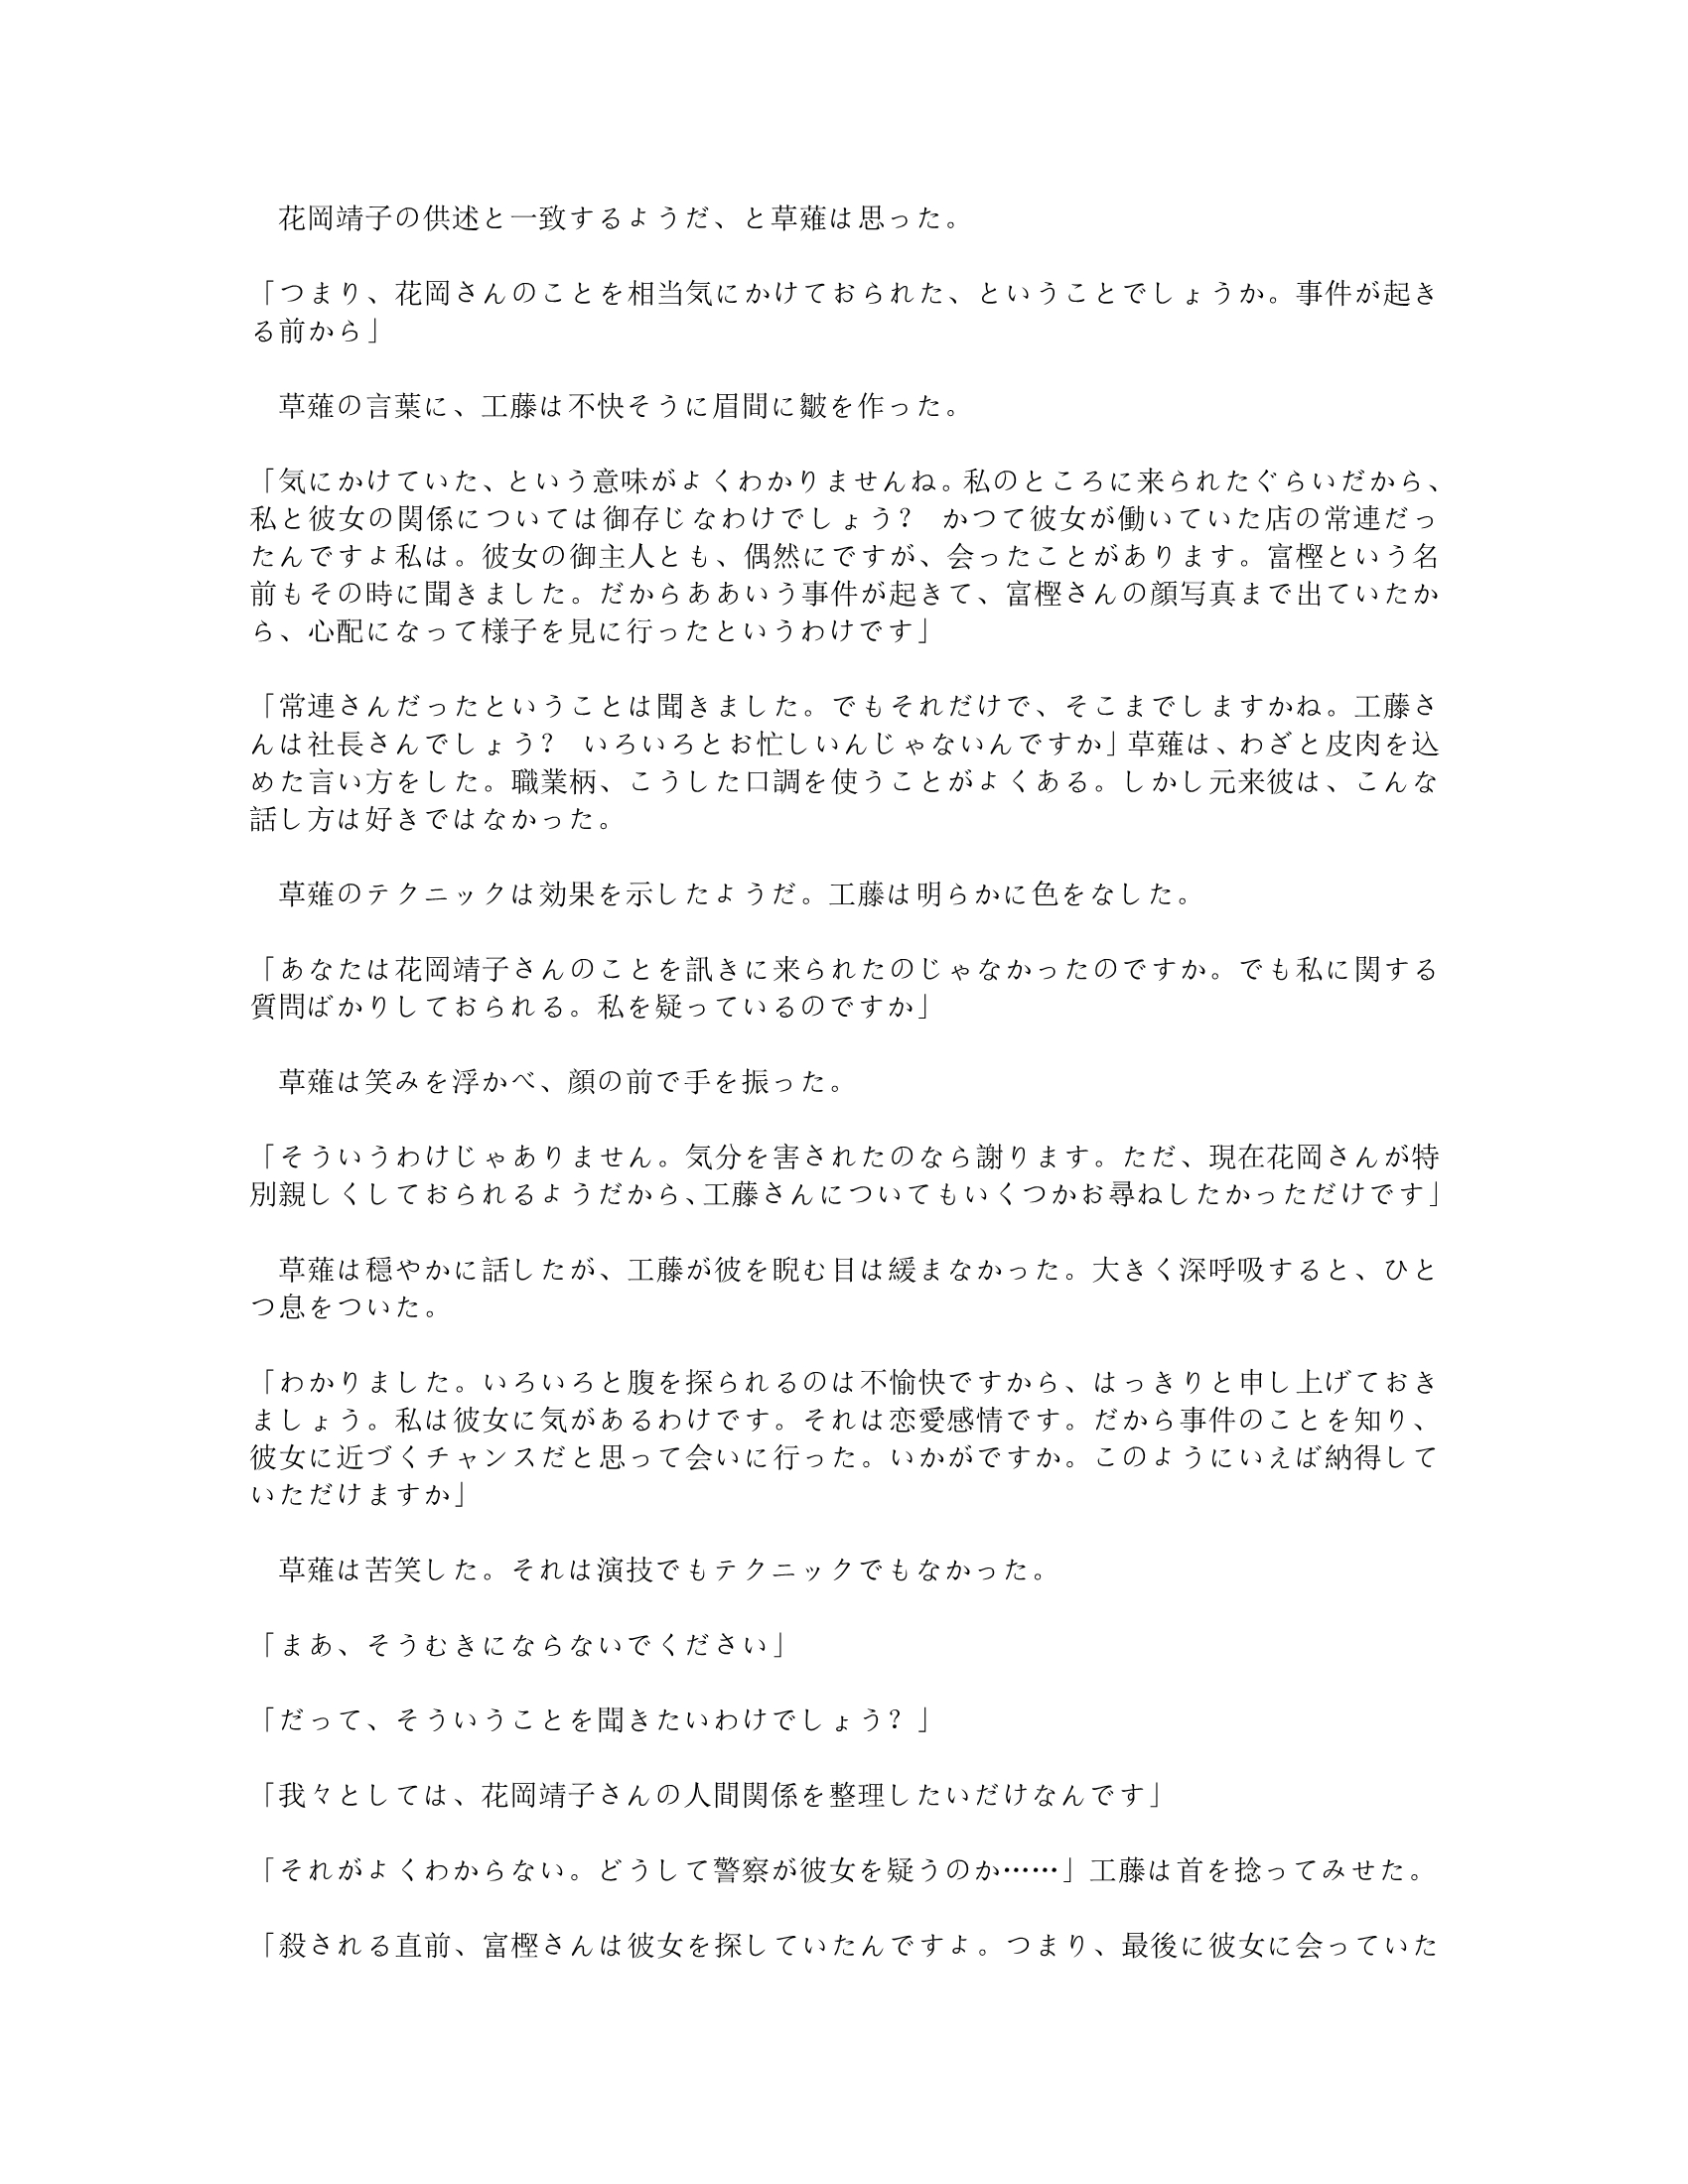 花岡靖子の供述と一致するようだ、と草薙は思った。
「つまり、花岡さんのことを相当気にかけておられた、ということでしょうか。事件が起き
る前から」
草薙の言葉に、工藤は不快そうに眉間に皺を作った。
「気にかけていた、という意味がよくわかりませんね。私のところに来られたぐらいだから、
私と彼女の関係については御存じなわけでしょう？　かつて彼女が働いていた店の常連だっ
たんですよ私は。彼女の御主人とも、偶然にですが、会ったことがあります。富樫という名
前もその時に聞きました。だからああいう事件が起きて、富樫さんの顔写真まで出ていたか
ら、心配になって様子を見に行ったというわけです」
「常連さんだったということは聞きました。でもそれだけで、そこまでしますかね。工藤さ
んは社長さんでしょう？　いろいろとお忙しいんじゃないんですか」草薙は、わざと皮肉を込
めた言い方をした。職業柄、こうした口調を使うことがよくある。しかし元来彼は、こんな
話し方は好きではなかった。
草薙のテクニックは効果を示したようだ。工藤は明らかに色をなした。
「あなたは花岡靖子さんのことを訊きに来られたのじゃなかったのですか。でも私に関する
質問ばかりしておられる。私を疑っているのですか」
草薙は笑みを浮かべ、顔の前で手を振った。
「そういうわけじゃありません。気分を害されたのなら謝ります。ただ、現在花岡さんが特
別親しくしておられるようだから、工藤さんについてもいくつかお尋ねしたかっただけです」
草薙は穏やかに話したが、工藤が彼を睨む目は緩まなかった。大きく深呼吸すると、ひと
つ息をついた。
「わかりました。いろいろと腹を探られるのは不愉快ですから、はっきりと申し上げておき
ましょう。私は彼女に気があるわけです。それは恋愛感情です。だから事件のことを知り、
彼女に近づくチャンスだと思って会いに行った。いかがですか。このようにいえば納得して
いただけますか」
草薙は苦笑した。それは演技でもテクニックでもなかった。
「まあ、そうむきにならないでください」
「だって、そういうことを聞きたいわけでしょう？」
「我々としては、花岡靖子さんの人間関係を整理したいだけなんです」
「それがよくわからない。どうして警察が彼女を疑うのか……」工藤は首を捻ってみせた。
「殺される直前、富樫さんは彼女を探していたんですよ。つまり、最後に彼女に会っていた